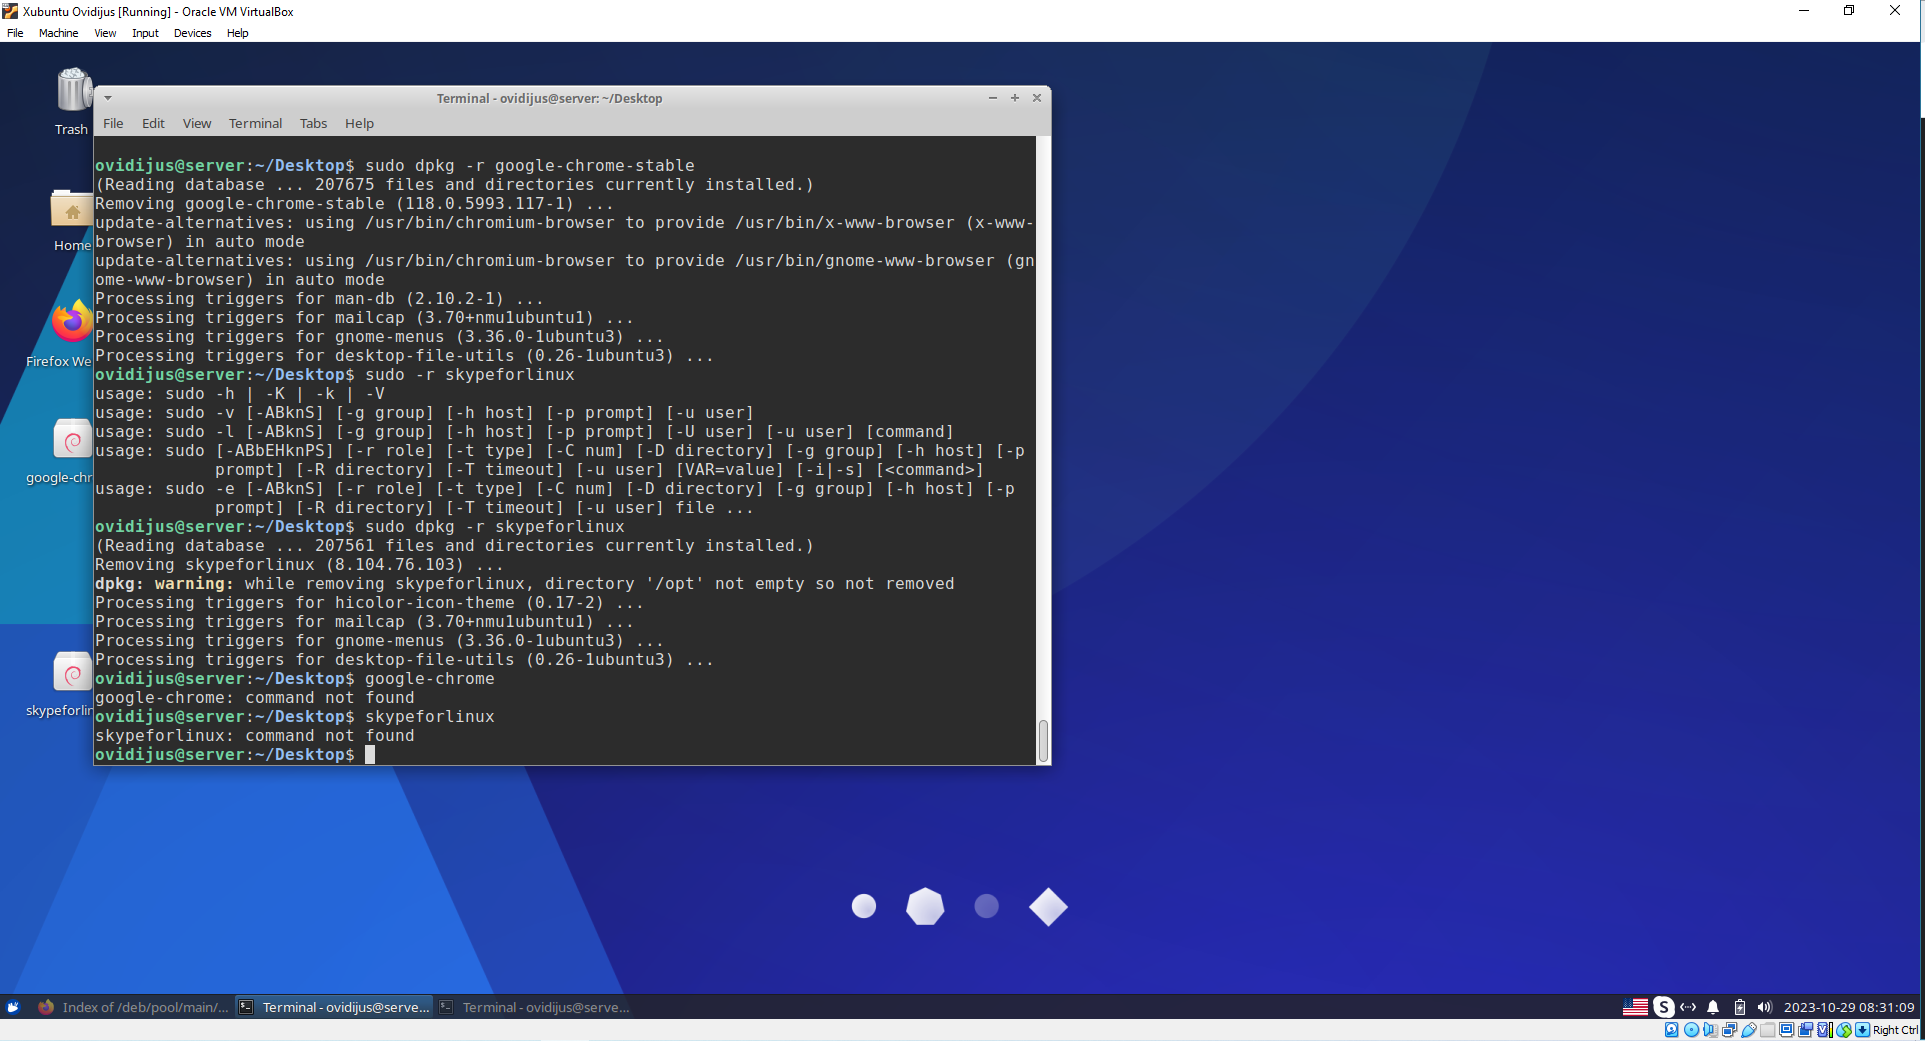 Xubuntu Ovidijus [Running] - Oracle VM VirtualBox
File Machine View Input Devices Help
Trash
Home
Firefox We
google-chr
skypeforlin
Terminal - ovidijus@server: ~/Desktop
File Edit View Terminal Tabs Help
ovidijus@server:~/Desktop$ sudo dpkg -r google-chrome-stable
(Reading database ... 207675 files and directories currently installed.)
Removing google-chrome-stable (118.0.5993.117-1) ...
update-alternatives: using /usr/bin/chromium-browser to provide /usr/bin/x-www-browser (x-www-
browser) in auto mode
update-alternatives: using /usr/bin/chromium-browser to provide /usr/bin/gnome-www-browser (gn
ome-www-browser) in auto mode
Processing triggers for man-db (2.10.2-1) ...
Processing triggers for mailcap (3.70+nmu1ubuntu1) ...
Processing triggers for gnome-menus (3.36.0-1ubuntu3) ...
Processing triggers for desktop-file-utils (0.26-1ubuntu3) ...
ovidijus@server:~/Desktop$ sudo -r skypeforlinux
usage: sudo -h | -K | -k | -V
usage: sudo -v [-ABknS] [-g group] [-h host] [-p prompt] [-u user]
usage: sudo -l [-ABknS] [-g group] [-h host] [-p prompt] [-U user] [-u user] [command]
usage: sudo [-ABbEHknPS] [-r role] [-t type] [-C num] [-D directory] [-g group] [-h host] [-p
prompt] [-R directory] [-T timeout] [-u user] [VAR=value] [-i|-s] [<command>]
usage: sudo -e [-ABknS] [-r role] [-t type] [-C num] [-D directory] [-g group] [-h host] [-p
prompt] [-R directory] [-T timeout] [-u user] file ...
ovidijus@server:~/Desktop$ sudo dpkg -r skypeforlinux
(Reading database ... 207561 files and directories currently installed.)
Removing skypeforlinux (8.104.76.103) ...
dpkg: warning: while removing skypeforlinux, directory '/opt' not empty so not removed
Processing triggers for hicolor-icon-theme (0.17-2) ...
Processing triggers for mailcap (3.70+nmu1ubuntu1) ...
Processing triggers for gnome-menus (3.36.0-1ubuntu3) ...
Processing triggers for desktop-file-utils (0.26-1ubuntu3) ...
ovidijus@server:~/Desktop$ google-chrome
google-chrome: command not found
ovidijus@server:~/Desktop$ skypeforlinux
skypeforlinux: command not found
ovidijus@server:~/Desktop$
Index of /deb/pool/main/... Terminal - ovidijus@serve... Terminal - ovidijus@serve... 2023-10-29 08:31:09
Right Ctrl